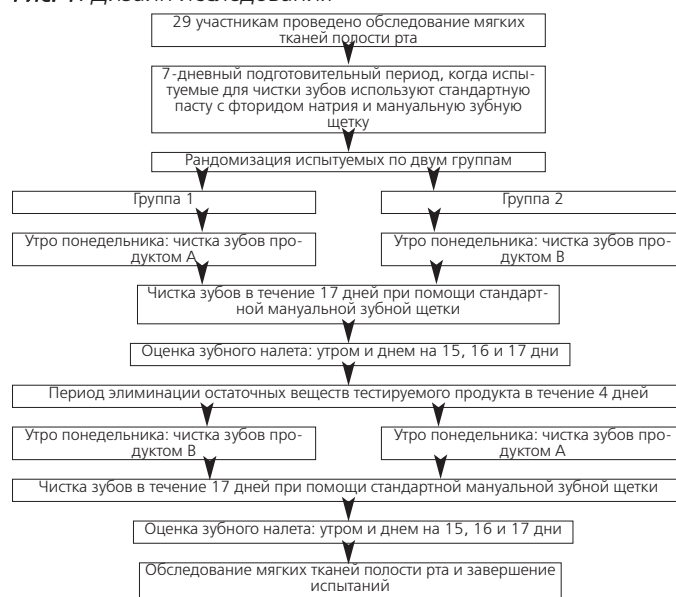 Рис. 1. Дизайн исследования
29 участникам проведено обследование мягких
тканей полости рта
7-дневный подготовительный период, когда испы-
туемые для чистки зубов используют стандартную
пасту с фторидом натрия и мануальную зубную
щетку
Рандомизация испытуемых по двум группам
Группа 1
Группа 2
Утро понедельника: чистка зубов про-
дуктом А
Утро понедельника: чистка зубов про-
дуктом В
Чистка зубов в течение 17 дней при помощи стандарт-
ной мануальной зубной щетки
Оценка зубного налета: утром и днем на 15, 16 и 17 дни
Период элиминации остаточных веществ тестируемого продукта в течение 4 дней
Утро понедельника: чистка зубов про-
дуктом В
Утро понедельника: чистка зубов про-
дуктом А
Чистка зубов в течение 17 дней при помощи стандартной мануальной зубной щетки
Оценка зубного налета: утром и днем на 15, 16 и 17 дни
Обследование мягких тканей полости рта и завершение
испытаний